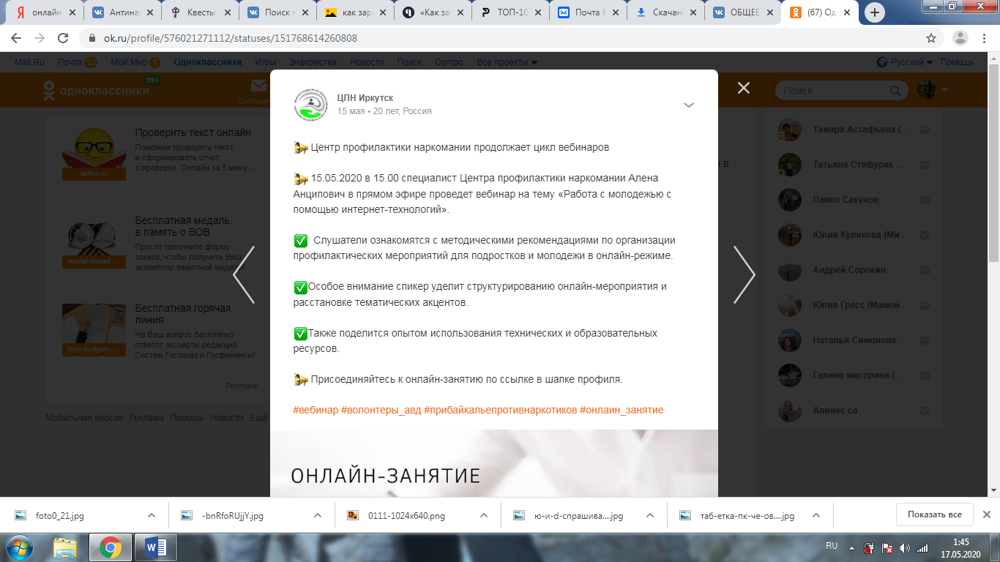 онлайн
Антинар
Квесты
Поиск н
как зар
«Как за
ТОП-10
Почта М
Скачан
ОБЩЕЕ
(67) Од
ok.ru/profile/576021271112/statuses/151768614260808
Mail.Ru Почта 33 Мой Мир 1 Одноклассники Игры Знакомства Новости Поиск Combo Все проекты Русский Помощь
одноклассники 99+
Сообщен
Поиск
ЦПН Иркутск
15 мая • 20 лет, Россия
Центр профилактики наркомании продолжает цикл вебинаров
15.05.2020 в 15.00 специалист Центра профилактики наркомании Алена
Анципович в прямом эфире проведет вебинар на тему «Работа с молодежью с
помощью интернет-технологий».
✅ Слушатели ознакомятся с методическими рекомендациями по организации
профилактических мероприятий для подростков и молодежи в онлайн-режиме.
✅Особое внимание спикер уделит структурированию онлайн-мероприятия и
расстановке тематических акцентов.
✅Также поделится опытом использования технических и образовательных
ресурсов.
Присоединяйтесь к онлайн-занятию по ссылке в шапке профиля.
#вебинар #волонтеры_авд #прибайкальепротивнаркотиков #онлаин_занятие
ОНЛАЙН-ЗАНЯТИЕ
Проверить текст онлайн
Поможем проверить текст
и сформировать отчет
о проверке. Онлайн за 5 мину...
anfox.ru
Бесплатная медаль
в память о ВОВ
Просто заполните форму
заказа, чтобы получить Ваш
экземпляр памятной медали!
medal-pobed...
Бесплатная горячая
линия
На Ваш вопрос бесплатно
ответят эксперты редакций
Систем Госзаказ и Госфинансы!
help.budgetn...
Реклама
Мобильная версия Реклама Помощь Новости Ещё
в
Тамара Астафьева (...
Татьяна Стефурак ...
Павел Сакунов
Юлия Куликова (Ми...
Андрей Сорокин
Юлия Гресс (Мамой...
Наталья Симонова ...
Галина мисорина (...
Алинес са
foto0_21.jpg
-bnRfoRUjjY.jpg
0111-1024x640.png
ю-и-d-спрашива....jpg
таб-етка-пк-че-ов....jpg
Показать все
RU
1:45
17.05.2020